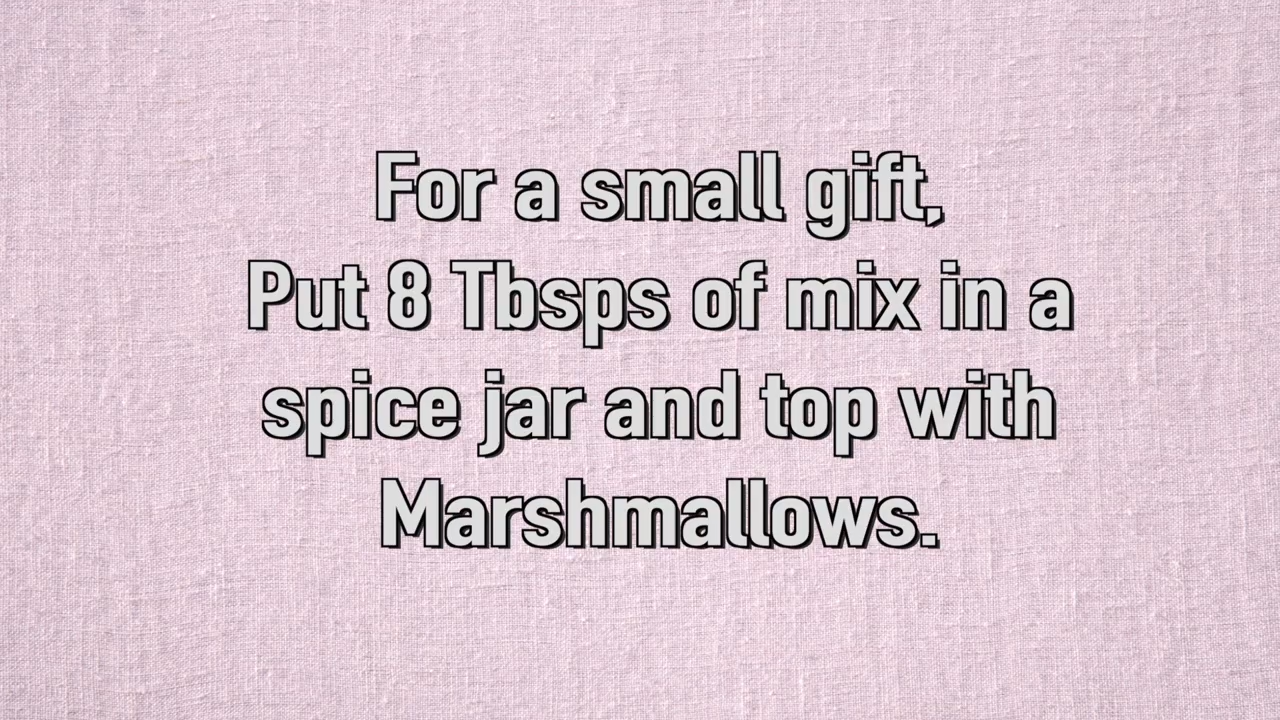 For a small gift,
Put 8 Tbsps of mix in a
spice jar and top with
Marshmallows.